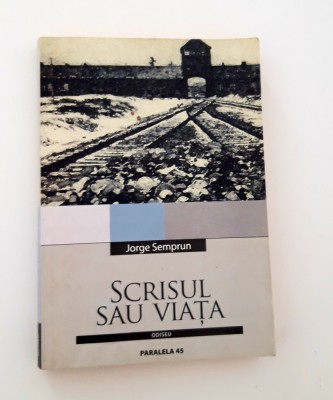 Jorge Semprun
SCRISUL
SAU VIAȚA
ODISEU
PARALELA 45